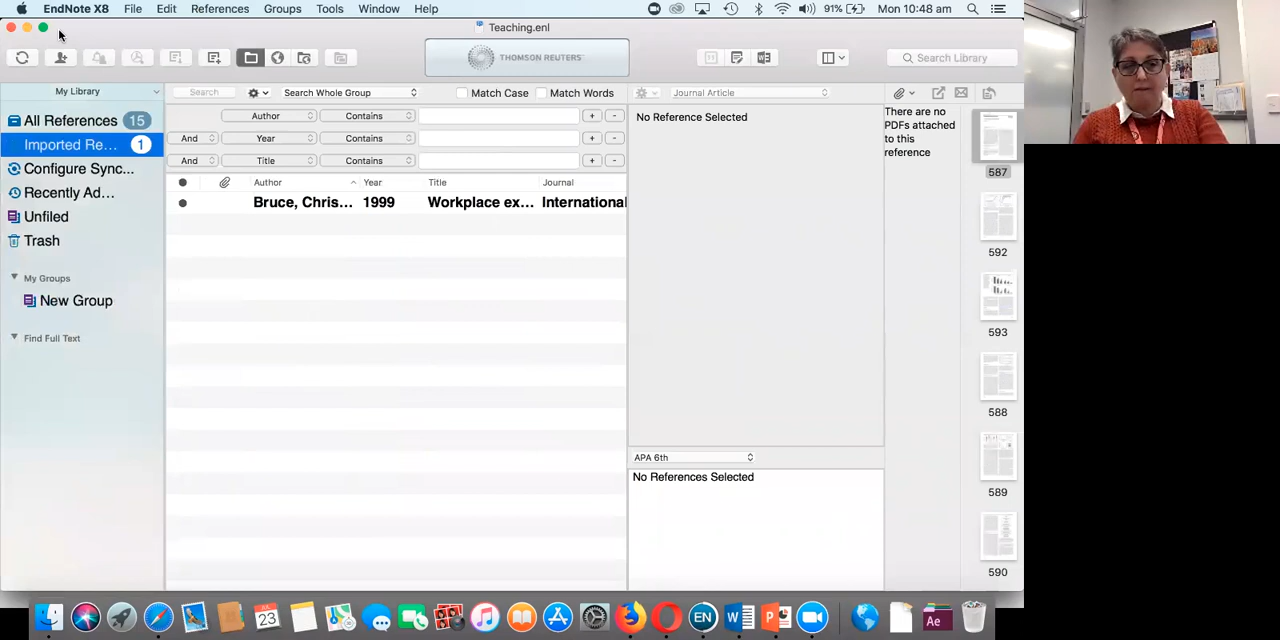 EndNote X8 File Edit References Groups Tools Window Help 91% Mon 10:48 am
Teaching.enl
THOMSON REUTERS
Search Library
My Library
All References 15
Imported Re... 1
Configure Sync...
Recently Ad...
Unfiled
Trash
My Groups
New Group
Find Full Text
Search Search Whole Group Match Case Match Words
Author Contains + -
And Year Contains + -
And Title Contains + -
Author Year Title Journal
Bruce, Chris... 1999 Workplace ex... International
Journal Article
No Reference Selected
APA 6th
No References Selected
There are no
PDFs attached
to this
reference
587
592
593
588
589
590
JUL
23
EN
W
P
Ae